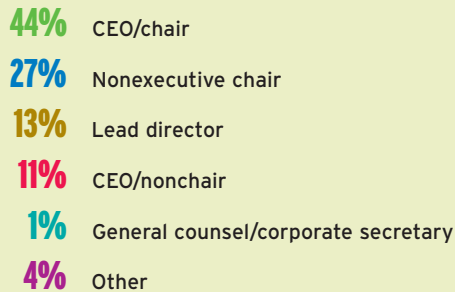 44% CEO/chair
27% Nonexecutive chair
13% Lead director
11% CEO/nonchair
1% General counsel/corporate secretary
4% Other